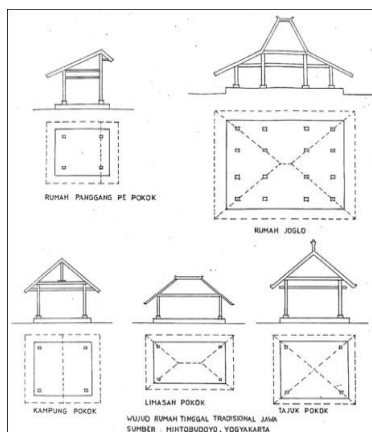 RUMAH PANGGANG PE POKOK
RUMAH JOGLO
KAMPUNG POKOK
LIMASAN POKOK
TAJUK POKOK
WUJUD RUMAH TINGGAL TRADISIONAL JAWA
SUMBER : MINTOBUDOYO, YOGYAKARTA